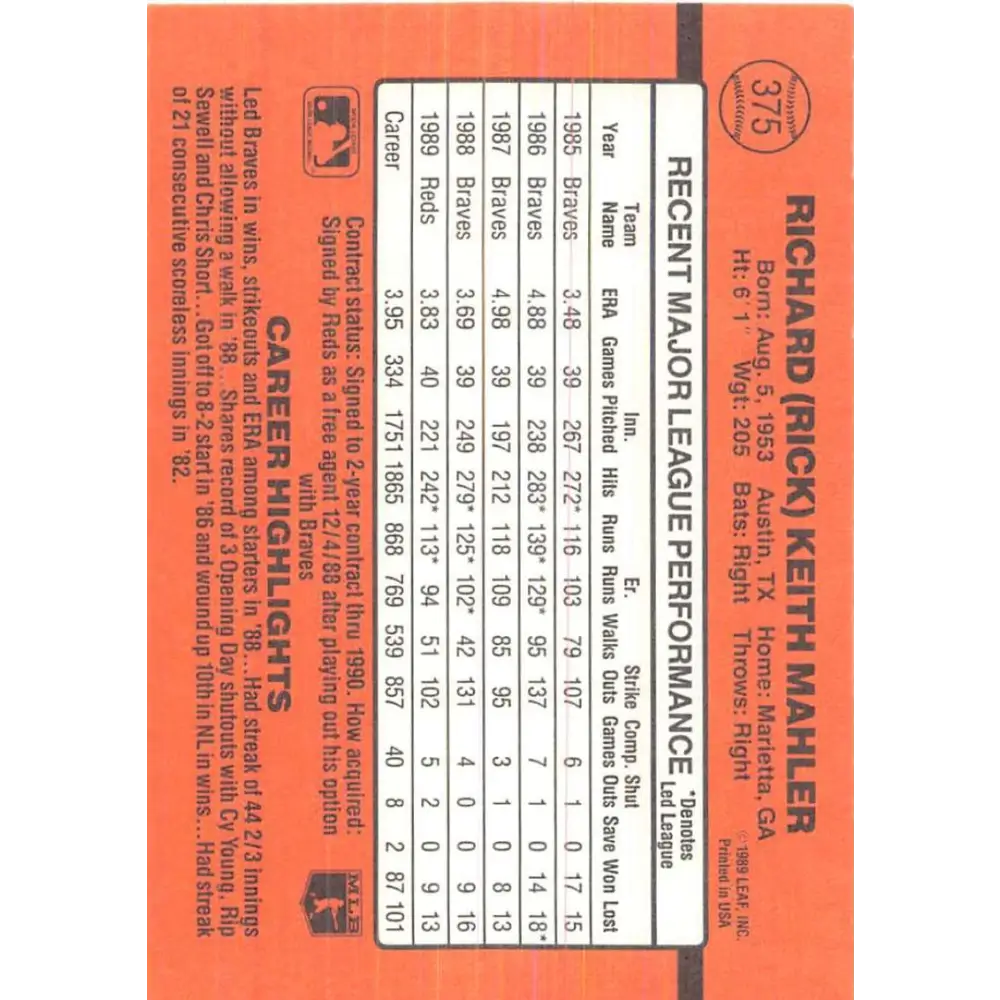 375
RICHARD (RICK) KEITH MAHLER
Born: Aug. 5, 1953 Austin, TX Home: Marietta, GA
Ht: 6' 1" Wgt: 205 Bats: Right Throws: Right
©1989 LEAF, INC.
Printed in USA
RECENT MAJOR LEAGUE PERFORMANCE *Denotes Led League
Year Team Name ERA Games Inn. Pitched Hits Runs Er. Runs Walks Strike Outs Comp. Games Shut Outs Save Won Lost
1985 Braves 3.48 39 267 272* 116 103 79 107 6 1 0 17 15
1986 Braves 4.88 39 238 283* 139* 129* 95 137 7 1 0 14 18*
1987 Braves 4.98 39 197 212 118 109 85 95 3 1 0 8 13
1988 Braves 3.69 39 249 279* 125* 102* 42 131 4 0 0 9 16
1989 Reds 3.83 40 221 242* 113* 94 51 102 5 2 0 9 13
Career 3.95 334 1751 1865 868 769 539 857 40 8 2 87 101
Contract status: Signed to 2-year contract thru 1990. How acquired:
Signed by Reds as a free agent 12/4/88 after playing out his option
with Braves
MLB
CAREER HIGHLIGHTS
Led Braves in wins, strikeouts and ERA among starters in '88...Had streak of 44 2/3 innings
without allowing a walk in '88...Shares record of 3 Opening Day shutouts with Cy Young, Rip
Sewell and Chris Short...Got off to 8-2 start in '86 and wound up 10th in NL in wins...Had streak
of 21 consecutive scoreless innings in '82.